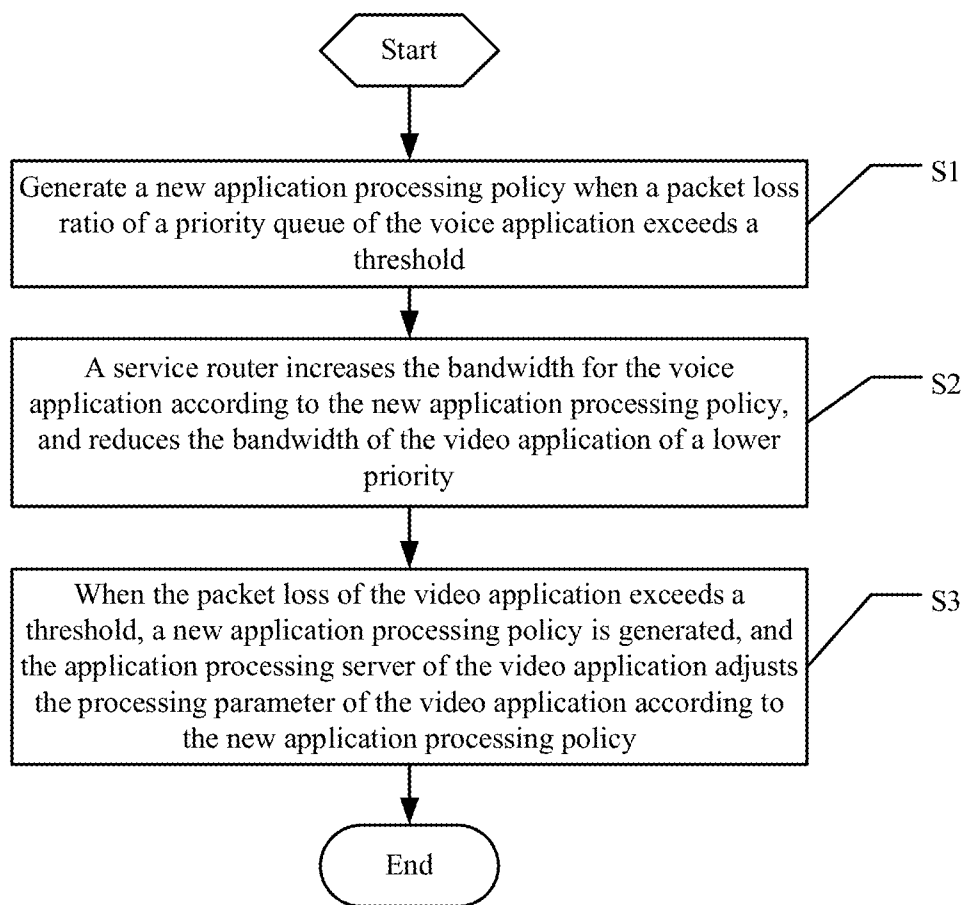 Start
Generate a new application processing policy when a packet loss
ratio of a priority queue of the voice application exceeds a
threshold
S1
A service router increases the bandwidth for the voice
application according to the new application processing policy,
and reduces the bandwidth of the video application of a lower
priority
S2
When the packet loss of the video application exceeds a
threshold, a new application processing policy is generated, and
the application processing server of the video application adjusts
the processing parameter of the video application according to
the new application processing policy
S3
End